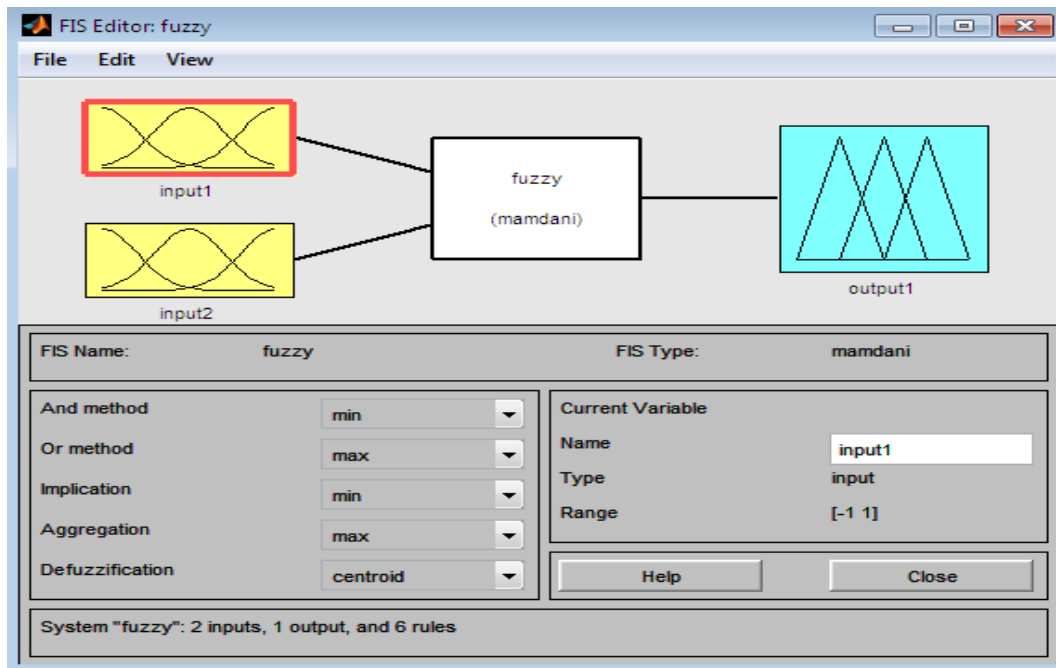 FIS Editor: fuzzy
File Edit View
input1
input2
fuzzy
(mamdani)
output1
FIS Name: fuzzy FIS Type: mamdani
And method min
Or method max
Implication min
Aggregation max
Defuzzification centroid
Current Variable
Name input1
Type input
Range [-1 1]
Help Close
System "fuzzy": 2 inputs, 1 output, and 6 rules